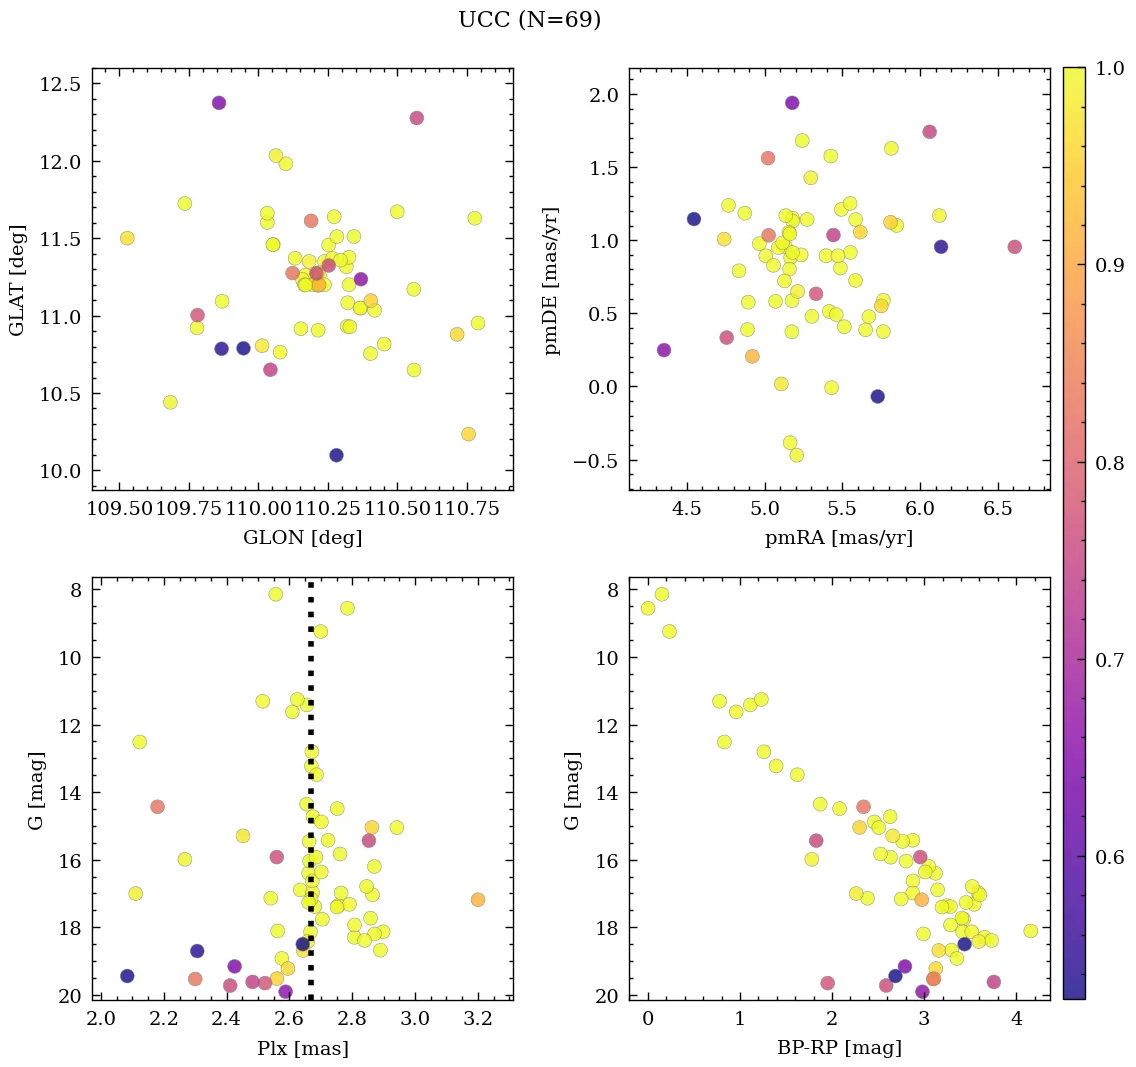 UCC (N=69)
12.5
12.0
11.5
11.0
10.5
10.0
GLAT [deg]
109.50 109.75 110.00 110.25 110.50 110.75
GLON [deg]
2.0
1.5
1.0
0.5
0.0
−0.5
pmDE [mas/yr]
4.5 5.0 5.5 6.0 6.5
pmRA [mas/yr]
8
10
12
14
16
18
20
G [mag]
2.0 2.2 2.4 2.6 2.8 3.0 3.2
Plx [mas]
8
10
12
14
16
18
20
G [mag]
0 1 2 3 4
BP-RP [mag]
1.0
0.9
0.8
0.7
0.6